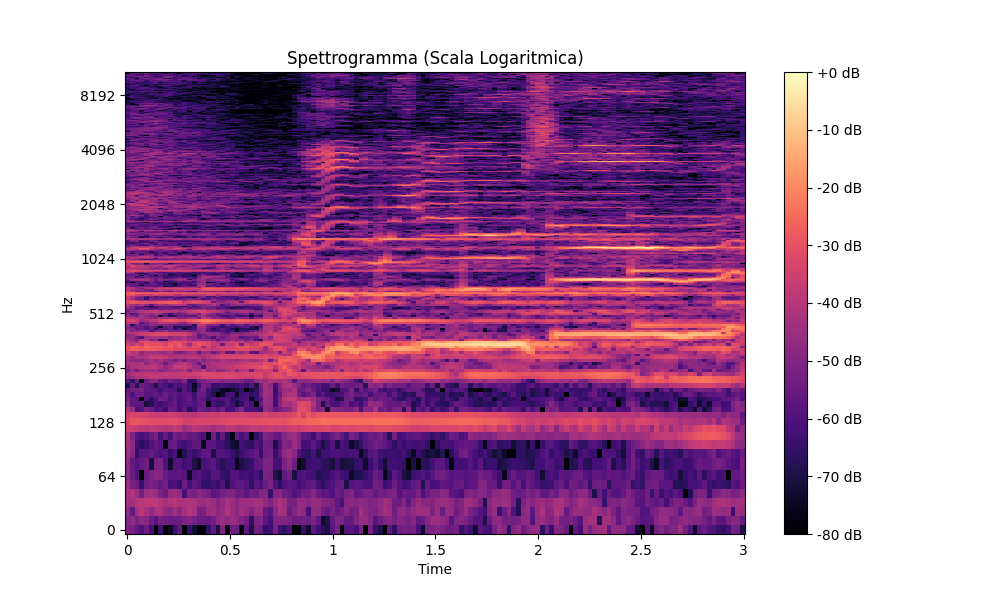 Spettrogramma (Scala Logaritmica)
8192
4096
2048
1024
512
256
128
64
0
Hz
0
0.5
1
1.5
2
2.5
3
Time
+0 dB
-10 dB
-20 dB
-30 dB
-40 dB
-50 dB
-60 dB
-70 dB
-80 dB